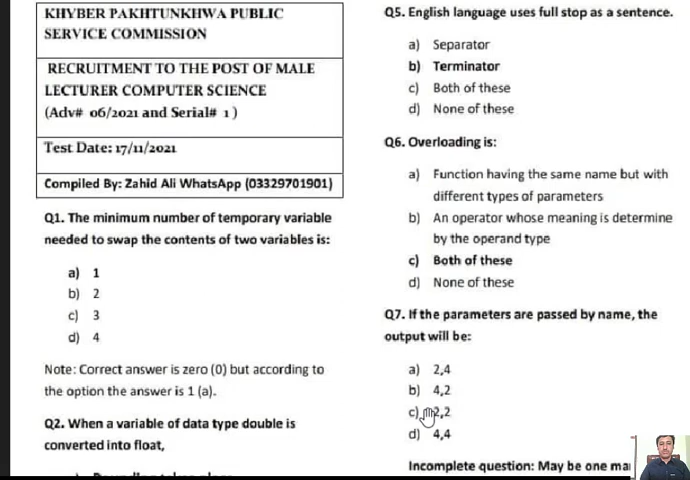 KHYBER PAKHTUNKHWA PUBLIC
SERVICE COMMISSION
RECRUITMENT TO THE POST OF MALE
LECTURER COMPUTER SCIENCE
(Adv# 06/2021 and Serial# 1 )
Test Date: 17/11/2021
Compiled By: Zahid Ali WhatsApp (03329701901)
Q1. The minimum number of temporary variable
needed to swap the contents of two variables is:
a) 1
b) 2
c) 3
d) 4
Note: Correct answer is zero (0) but according to
the option the answer is 1 (a).
Q2. When a variable of data type double is
converted into float,
Q5. English language uses full stop as a sentence.
a) Separator
b) Terminator
c) Both of these
d) None of these
Q6. Overloading is:
a) Function having the same name but with
different types of parameters
b) An operator whose meaning is determine
by the operand type
c) Both of these
d) None of these
Q7. If the parameters are passed by name, the
output will be:
a) 2,4
b) 4,2
c) 2,2
d) 4,4
Incomplete question: May be one